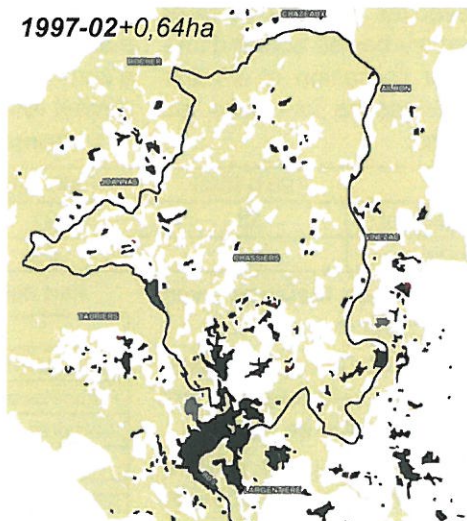 1997-02+0,64ha
CHAZEAUX
ROCHER
AILHON
JOANNAS
VINEZAC
CHASSIERS
TAURIERS
LARGENTIERE